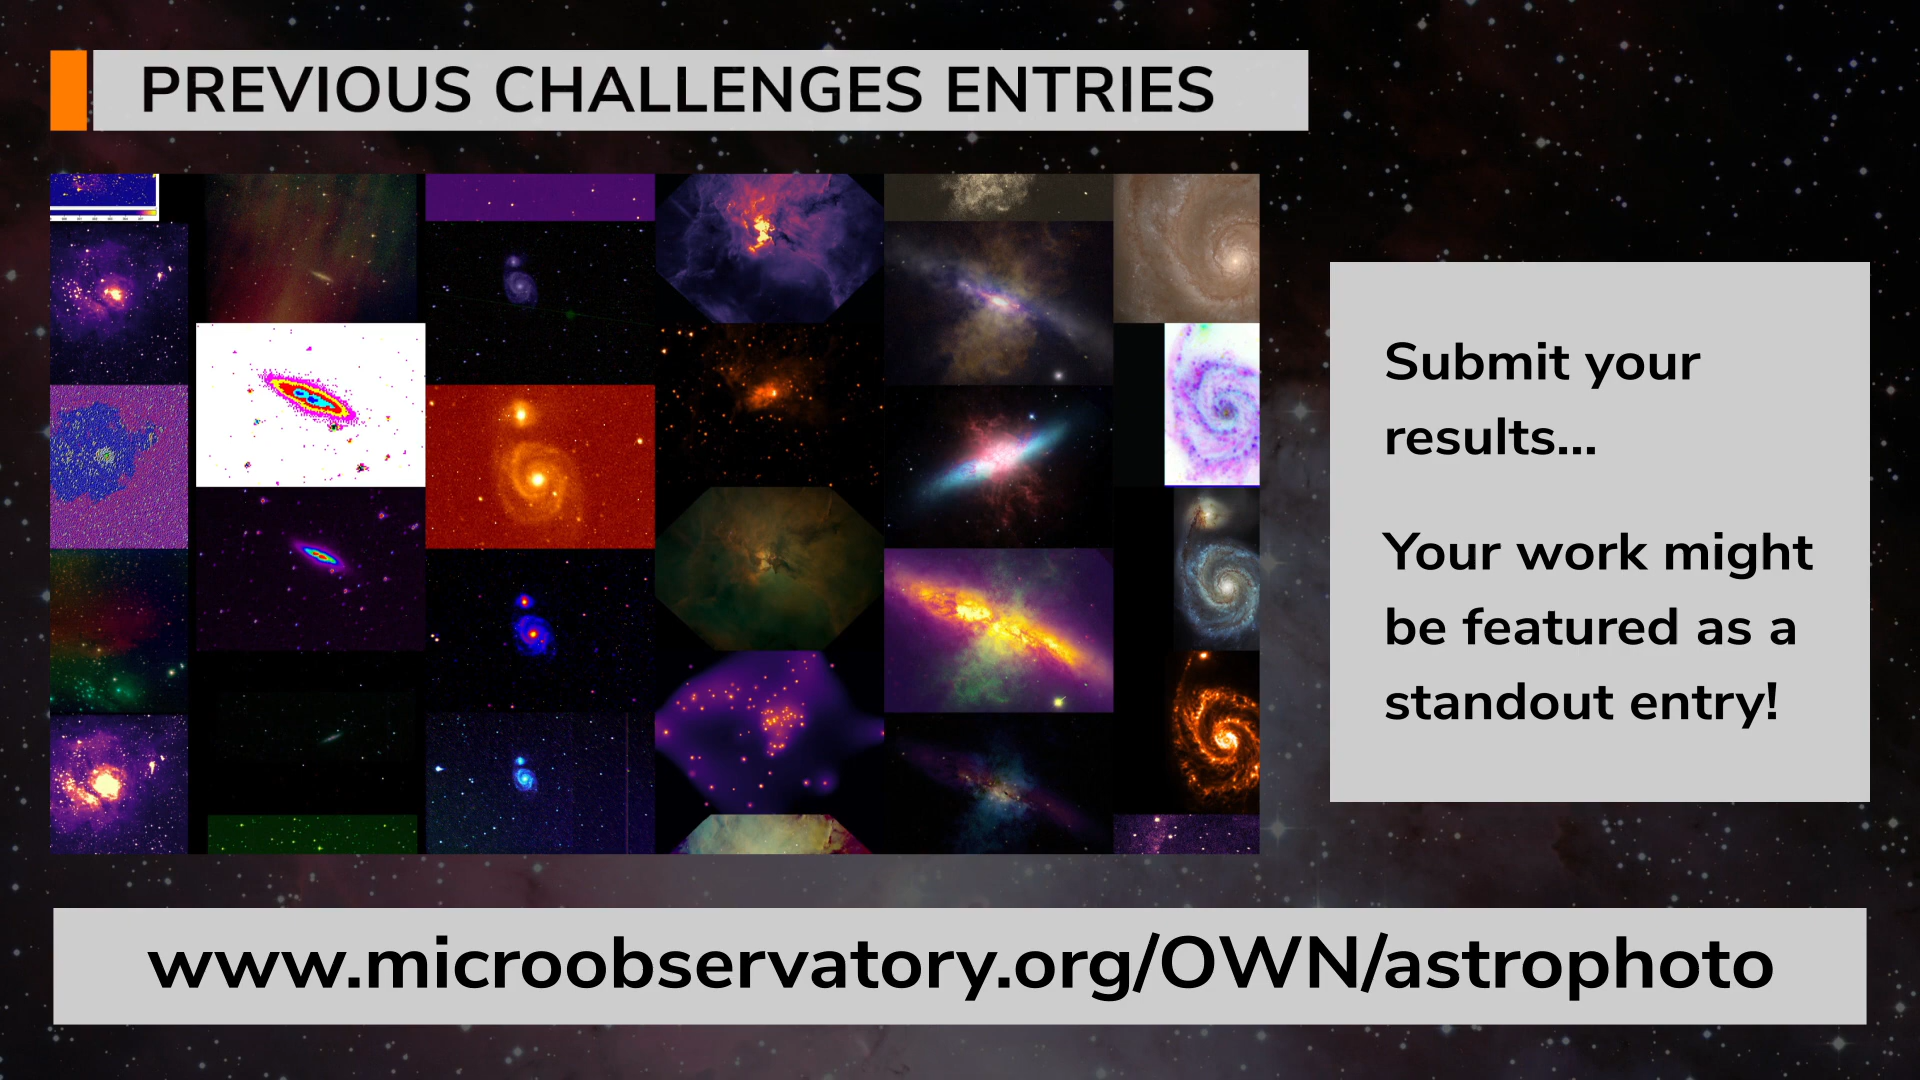 PREVIOUS CHALLENGES ENTRIES
Submit your
results...
Your work might
be featured as a
standout entry!
www.microobservatory.org/OWN/astrophoto